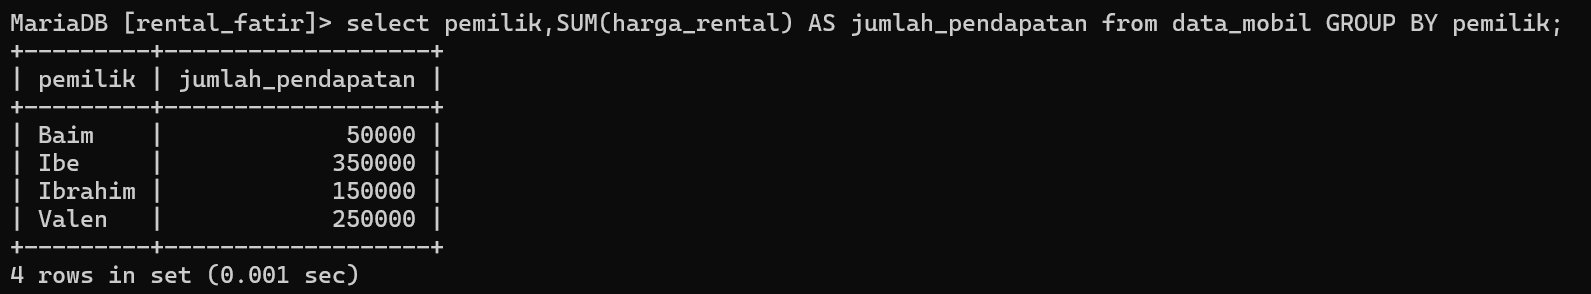 MariaDB [rental_fatir]> select pemilik,SUM(harga_rental) AS jumlah_pendapatan from data_mobil GROUP BY pemilik;
+---------+-------------------+
| pemilik | jumlah_pendapatan |
+---------+-------------------+
| Baim    |             50000 |
| Ibe     |            350000 |
| Ibrahim |            150000 |
| Valen   |            250000 |
+---------+-------------------+
4 rows in set (0.001 sec)